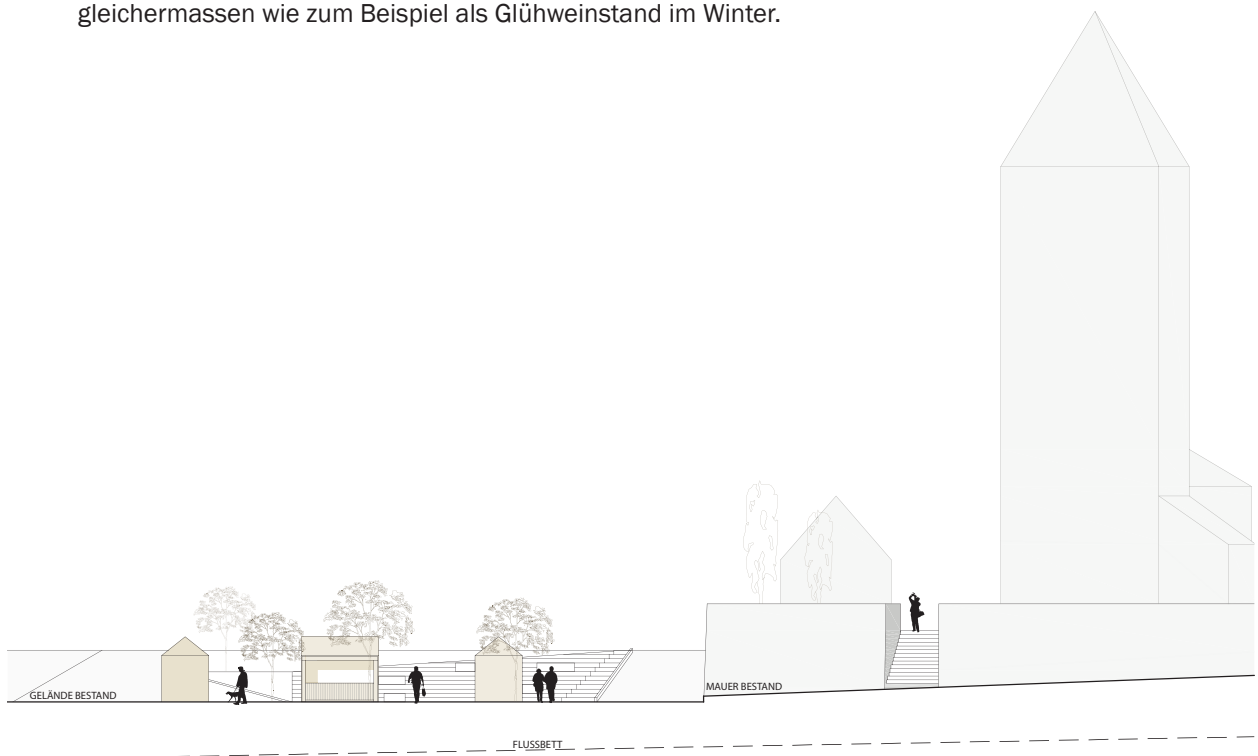 gleichermassen wie zum Beispiel als Glühweinstand im Winter.
GELÄNDE BESTAND
MAUER BESTAND
FLUSSBETT